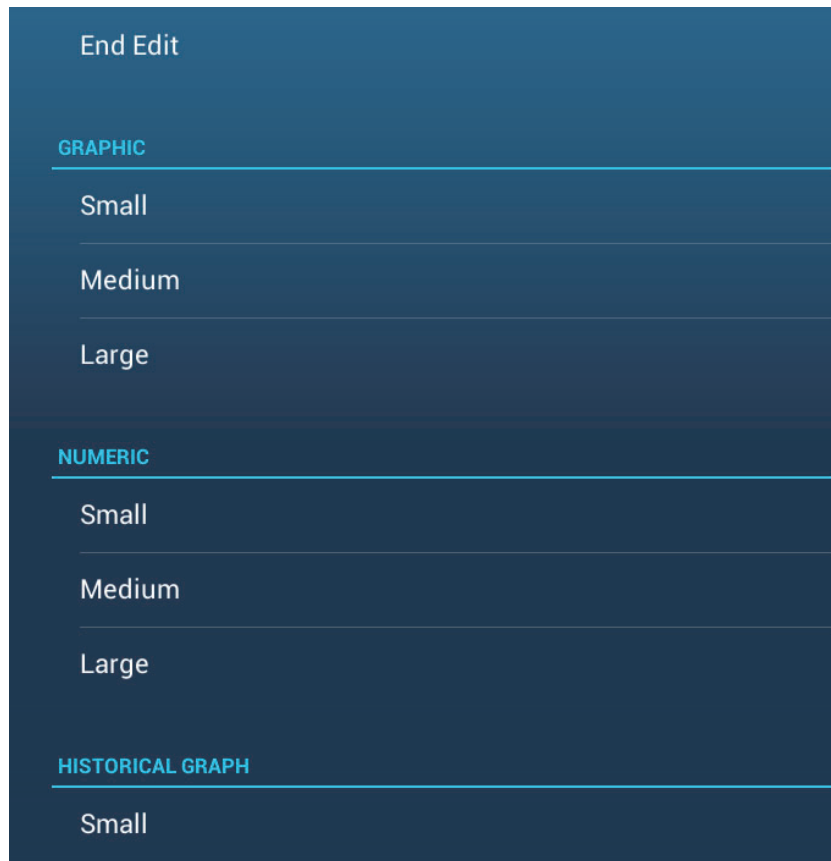 End Edit
GRAPHIC
Small
Medium
Large
NUMERIC
Small
Medium
Large
HISTORICAL GRAPH
Small